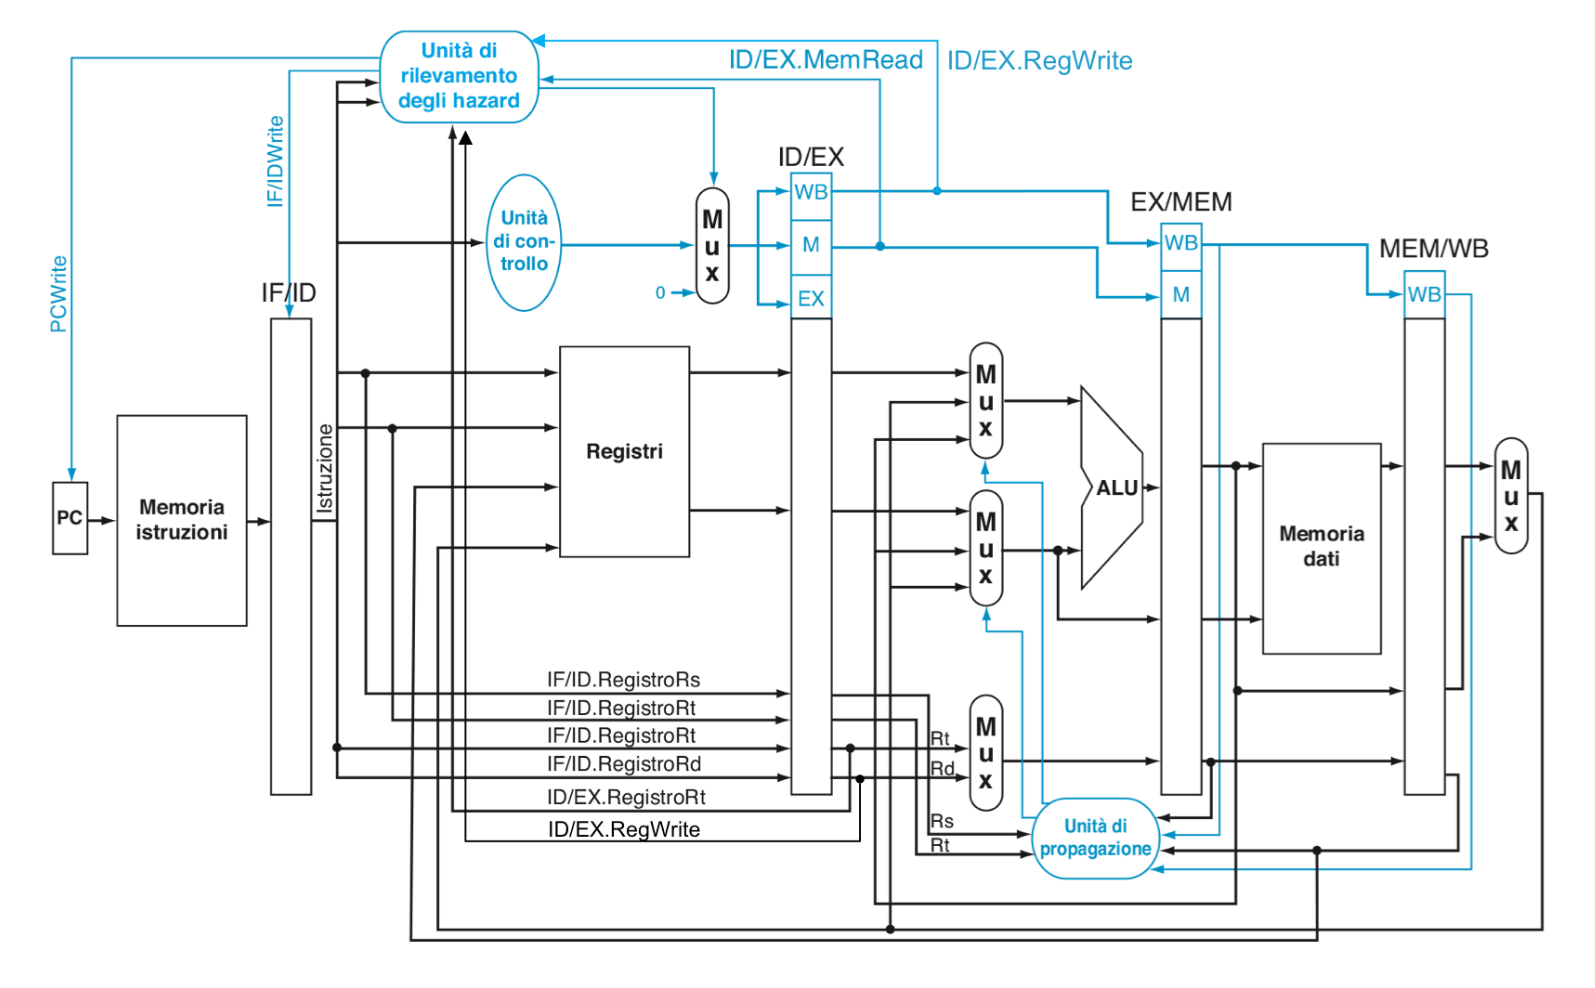 Unità di
rilevamento
degli hazard
ID/EX.MemRead
ID/EX.RegWrite
IF/IDWrite
PCWrite
ID/EX
WB
M
EX
Unità
di con-
trollo
M
u
x
0
EX/MEM
WB
M
MEM/WB
WB
IF/ID
Istruzione
PC
Memoria
istruzioni
Registri
M
u
x
M
u
x
ALU
Memoria
dati
M
u
x
IF/ID.RegistroRs
IF/ID.RegistroRt
IF/ID.RegistroRt
IF/ID.RegistroRd
ID/EX.RegistroRt
ID/EX.RegWrite
Rt
Rd
M
u
x
Rs
Rt
Unità di
propagazione